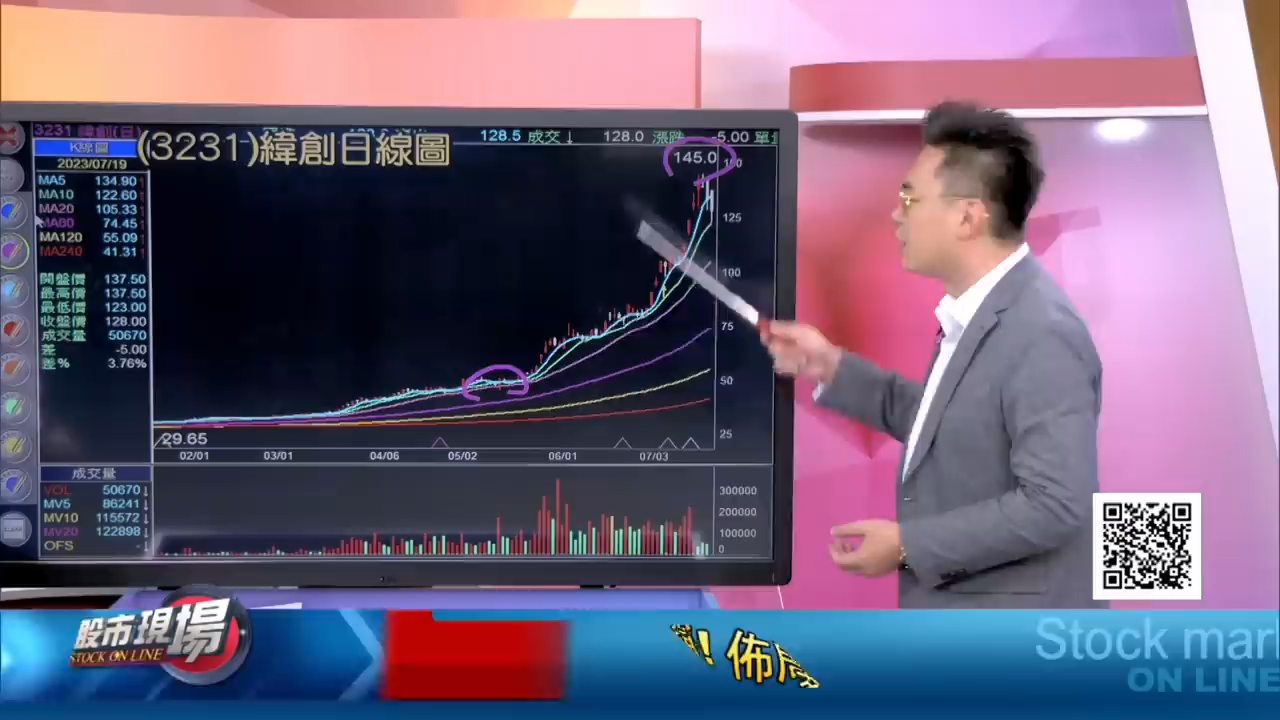 3231 緯創(日
(3231)緯創日線圖
128.5 成交↓ 128.0 漲跌 -5.00 單量
K線圖
2023/07/19
MA5 134.90↑
MA10 122.60↑
MA20 105.33↑
MA60 74.45↑
MA120 55.09↑
MA240 41.31↑
開盤價 137.50
最高價 137.50
最低價 123.00
收盤價 128.00
成交量 50670
差 -5.00
差% 3.76%
145.0
125
100
75
50
25
29.65
02/01 03/01 04/06 05/02 06/01 07/03
成交量
VOL 50670↓
MV5 86241↓
MV10 115572↓
MV20 122898↓
OFS -↓
300000
200000
100000
0
股市現場
STOCK ON LINE
! 佈局
Stock mar
ON LINE